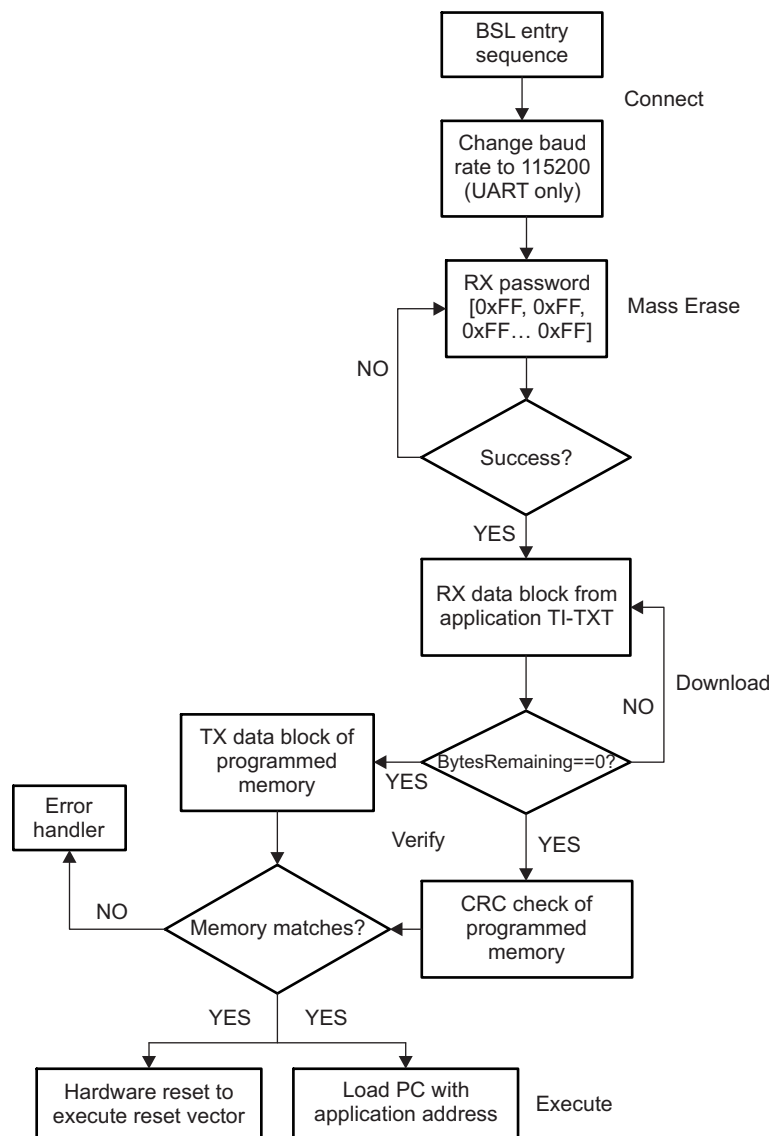 BSL entry
sequence
Connect
Change baud
rate to 115200
(UART only)
RX password
[0xFF, 0xFF,
0xFF… 0xFF]
Mass Erase
NO
Success?
YES
RX data block from
application TI-TXT
Download
NO
BytesRemaining==0?
YES
TX data block of
programmed
memory
Error
handler
Verify
YES
CRC check of
programmed
memory
Memory matches?
NO
YES
YES
Hardware reset to
execute reset vector
Load PC with
application address
Execute